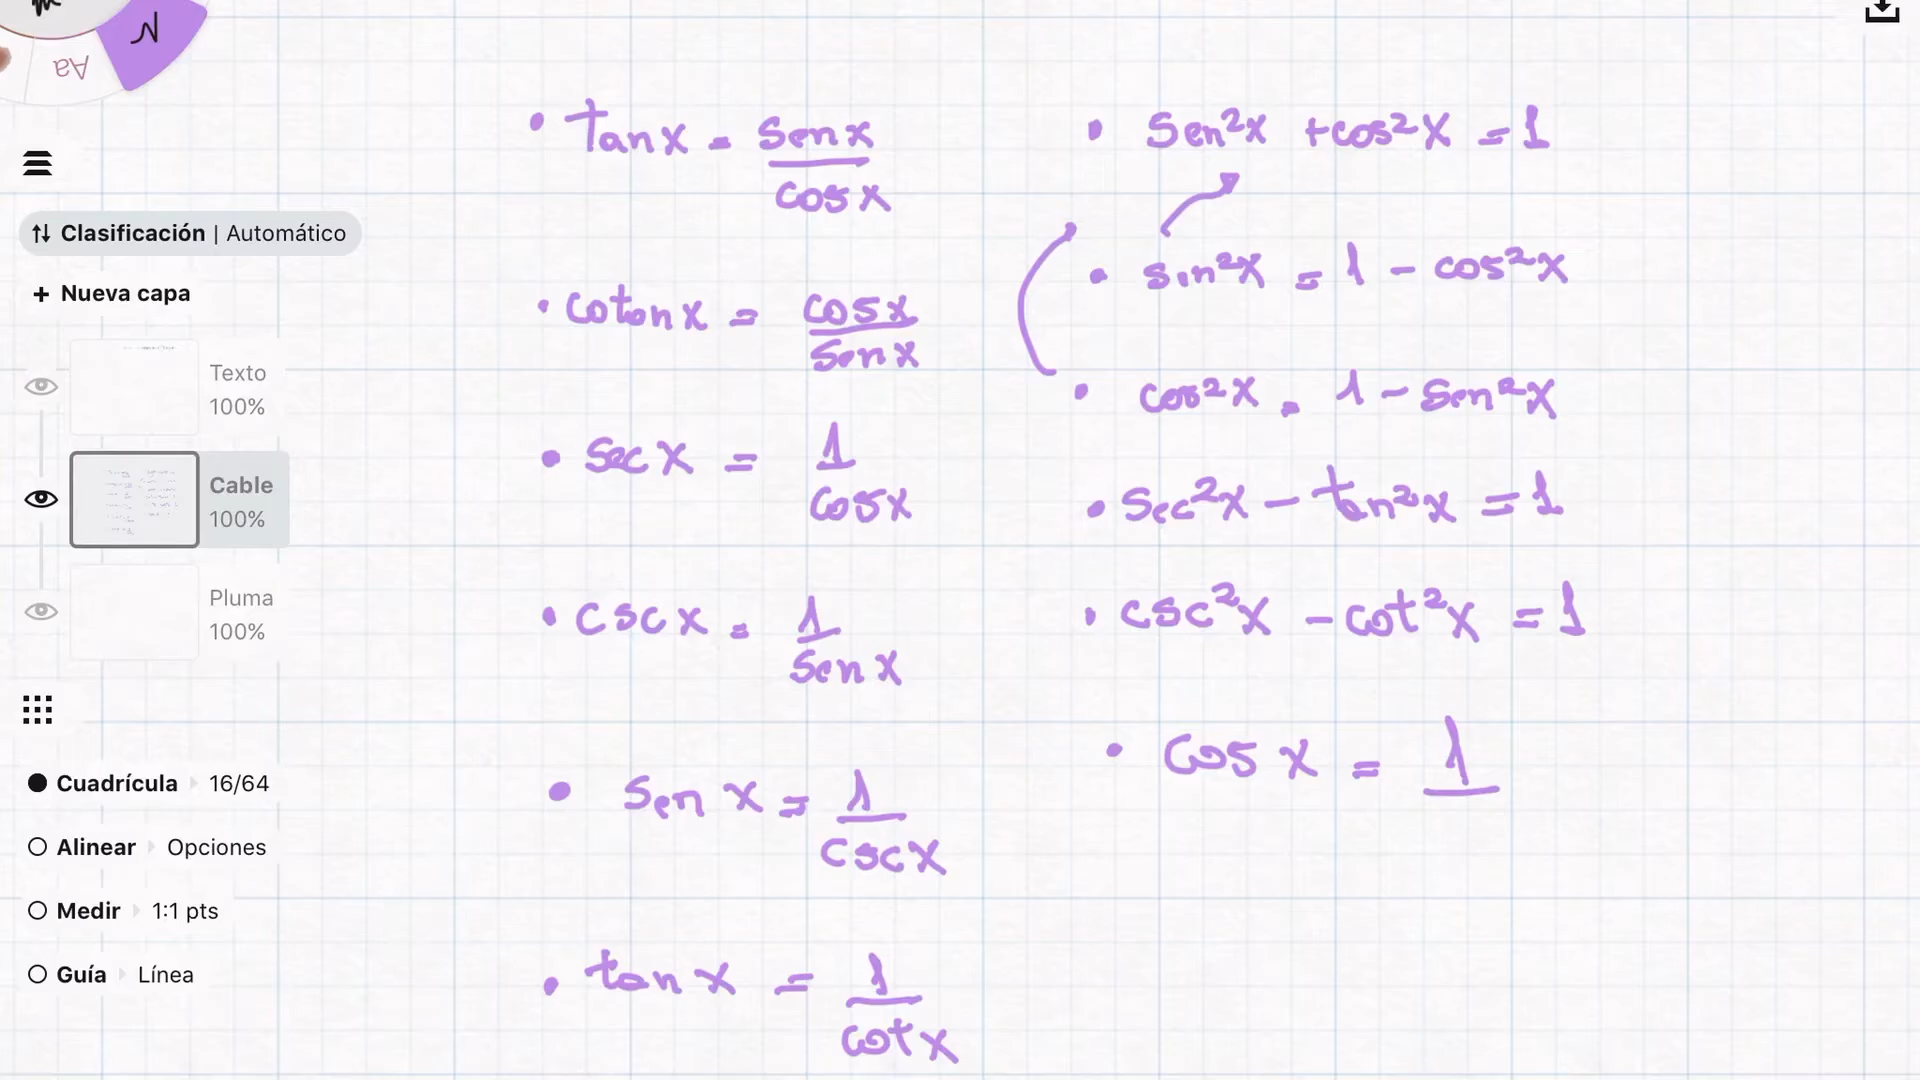 Aa
Clasificación | Automático
+ Nueva capa
Texto
100%
Cable
100%
Pluma
100%
Cuadrícula 16/64
Alinear Opciones
Medir 1:1 pts
Guía Línea
• Tan x = sen x / cos x
• cotan x = cos x / sen x
• sec x = 1 / cos x
• csc x = 1 / sen x
• sen x = 1 / csc x
• tan x = 1 / cot x
• sen²x + cos²x = 1
• sin²x = 1 - cos²x
• cos²x = 1 - sen²x
• sec²x - tan²x = 1
• csc²x - cot²x = 1
• cos x = 1